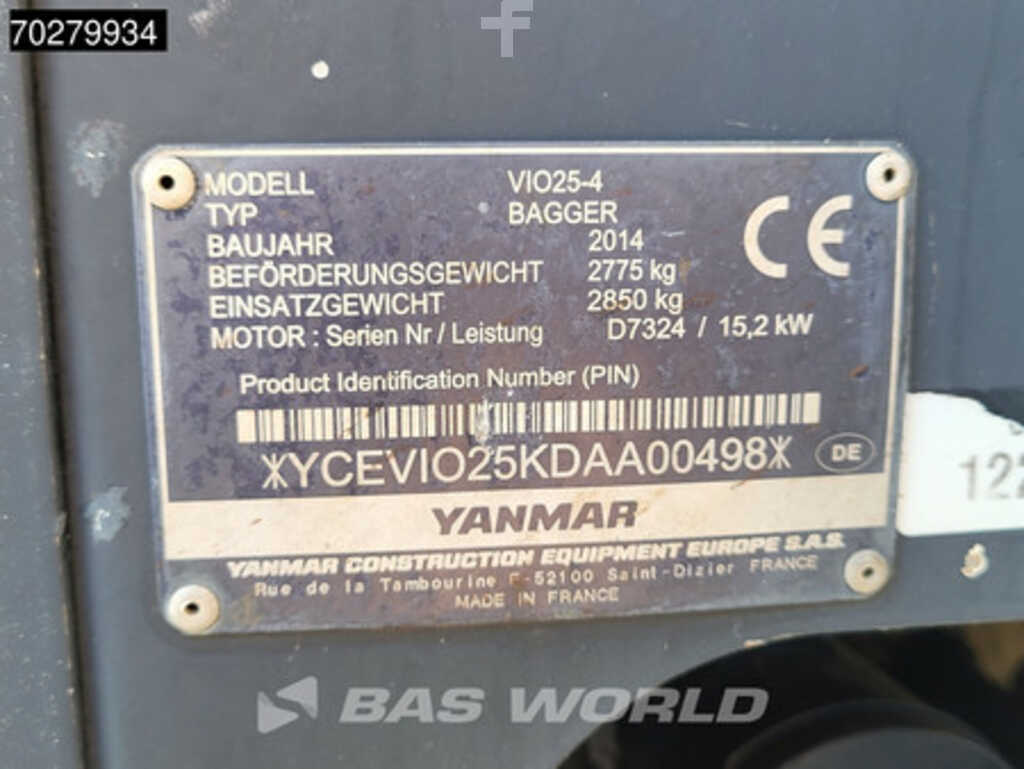 70279934
f
MODELL VIO25-4
TYP BAGGER
BAUJAHR 2014
BEFÖRDERUNGSGEWICHT 2775 kg
EINSATZGEWICHT 2850 kg
MOTOR : Serien Nr / Leistung D7324 / 15,2 kW
CE
Product Identification Number (PIN)
*YCEVIO25KDAA00498*
DE
YANMAR
YANMAR CONSTRUCTION EQUIPMENT EUROPE S.A.S.
Rue de la Tambourine F-52100 Saint-Dizier FRANCE
MADE IN FRANCE
BAS WORLD